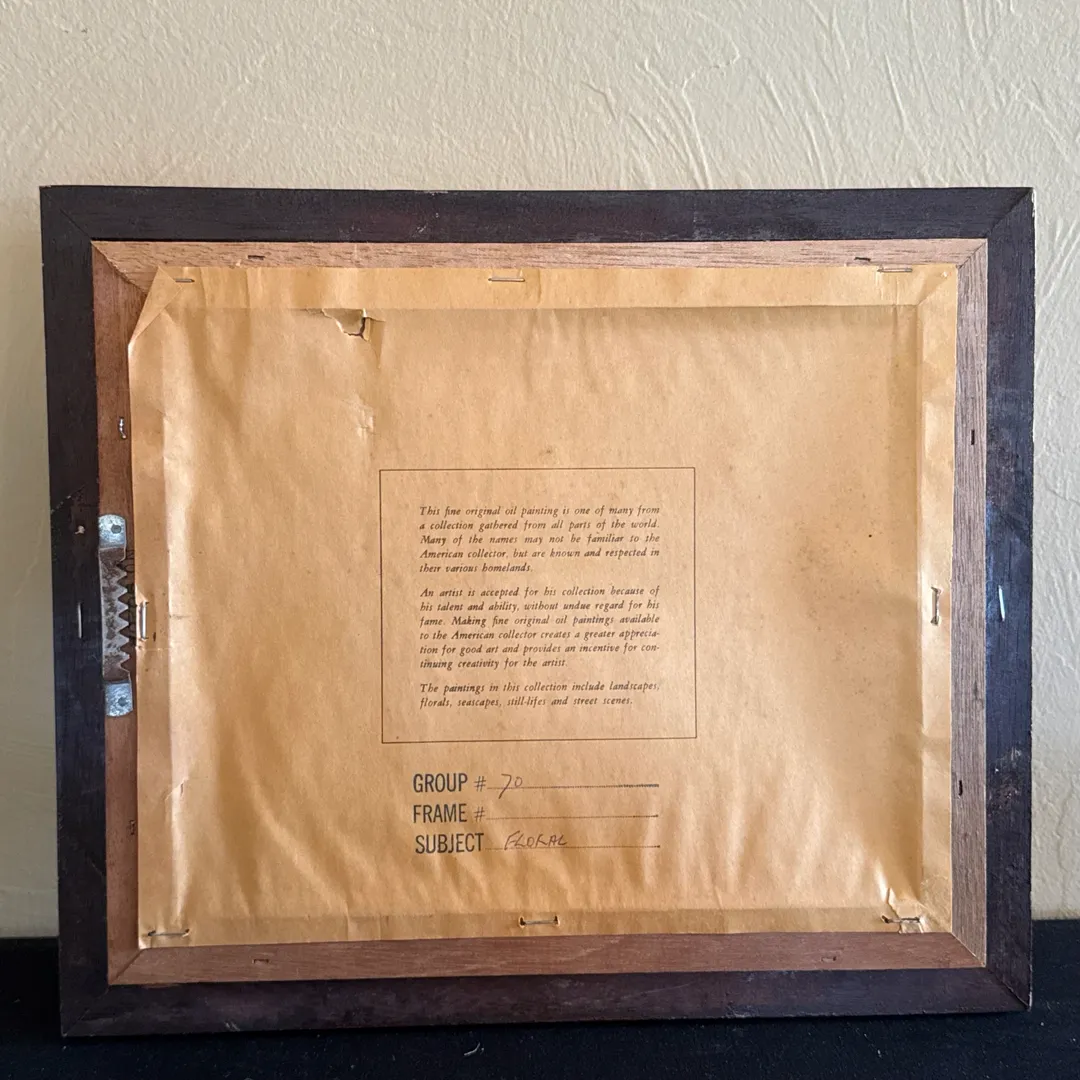 This fine original oil painting is one of many from
a collection gathered from all parts of the world.
Many of the names may not be familiar to the
American collector, but are known and respected in
their various homelands.
An artist is accepted for his collection because of
his talent and ability, without undue regard for his
fame. Making fine original oil paintings available
to the American collector creates a greater apprecia-
tion for good art and provides an incentive for con-
tinuing creativity for the artist.
The paintings in this collection include landscapes,
florals, seascapes, still-lifes and street scenes.
GROUP # 70
FRAME #
SUBJECT FLORAL